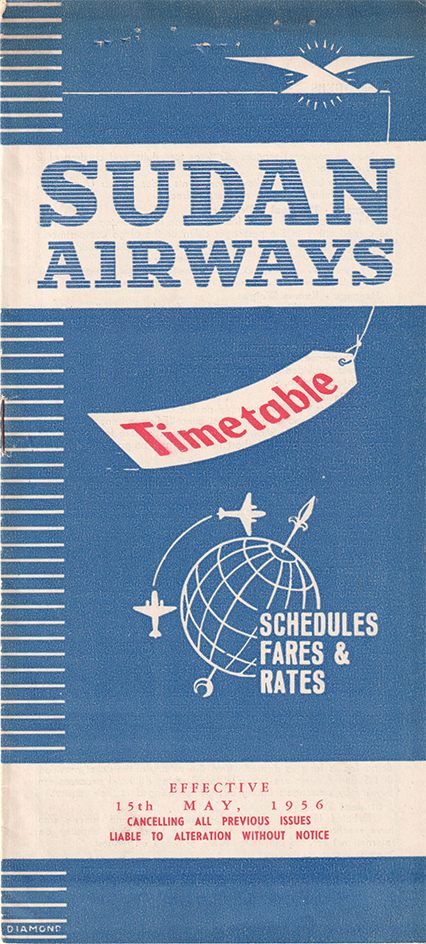 SUDAN
AIRWAYS
Timetable
SCHEDULES
FARES &
RATES
EFFECTIVE
15th MAY, 1956
CANCELLING ALL PREVIOUS ISSUES
LIABLE TO ALTERATION WITHOUT NOTICE
DIAMOND